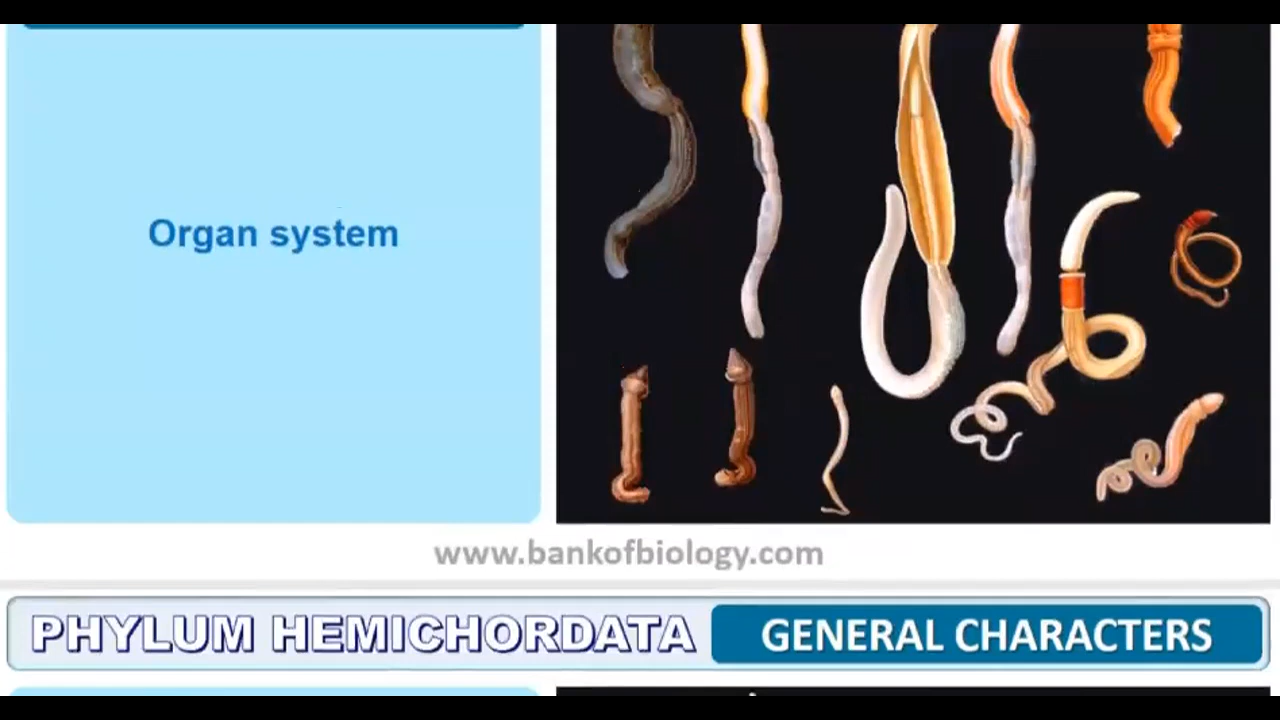 Organ system
www.bankofbiology.com
PHYLUM HEMICHORDATA
GENERAL CHARACTERS